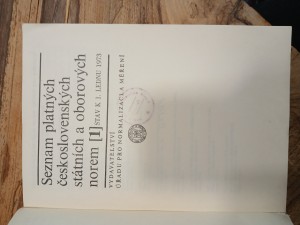 Seznam platných
československých
státních a oborových
norem [1] STAV K 1. LEDNU 1973
VYDAVATELSTVÍ
ÚŘADU PRO NORMALIZACI A MĚŘENÍ